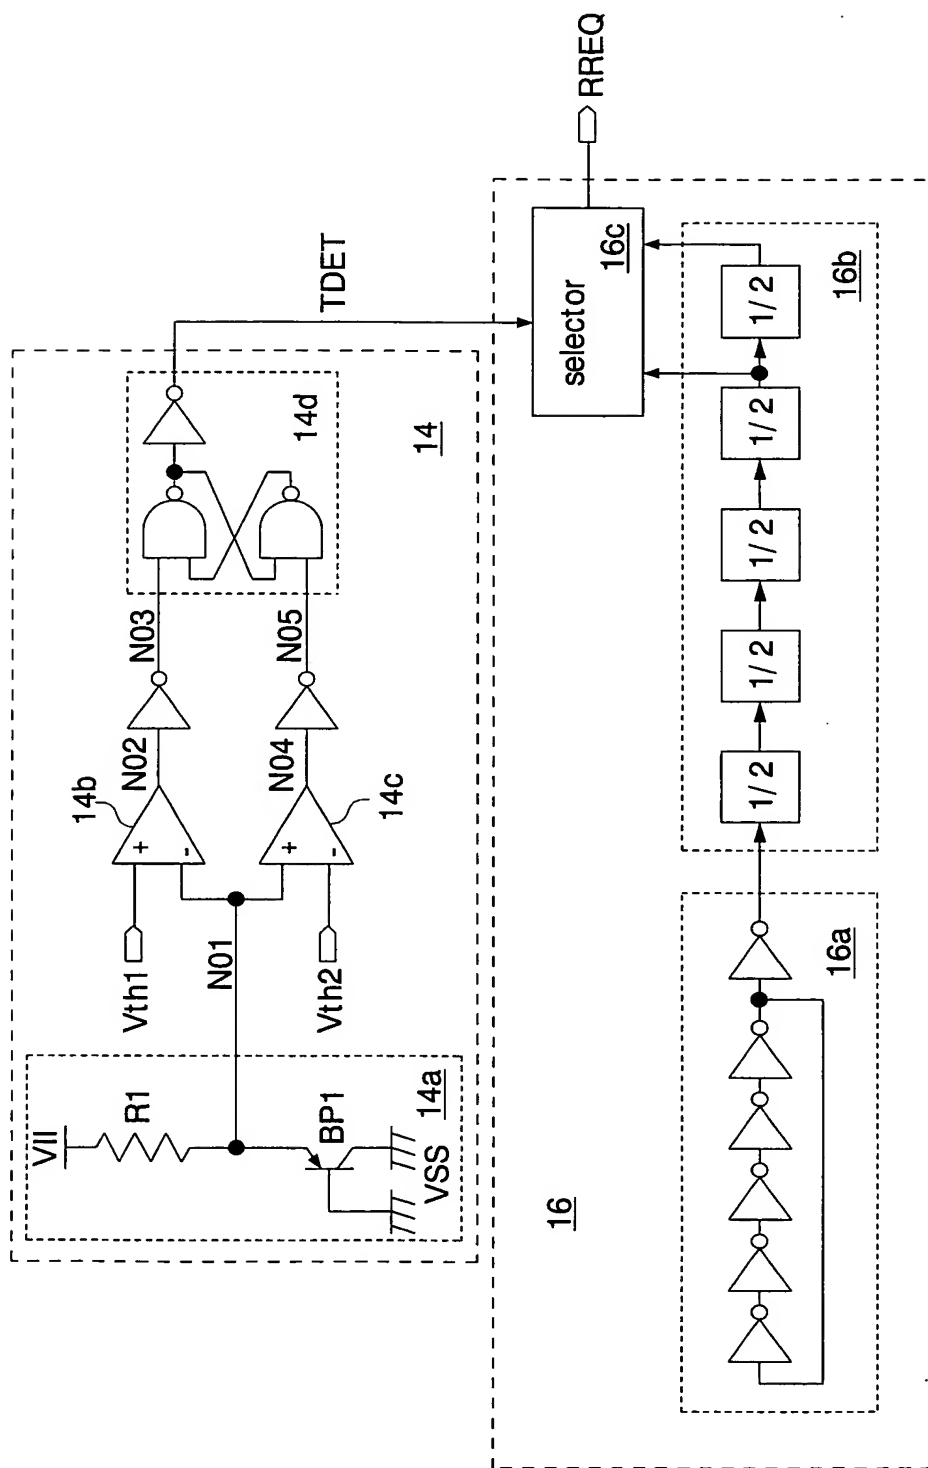 VII
R1
BP1
VSS
14a
N01
Vth1
Vth2
14b
+
-
14c
+
-
N02
N03
N04
N05
14d
14
TDET
selector
16c
RREQ
16
16a
1/2
1/2
1/2
1/2
1/2
16b